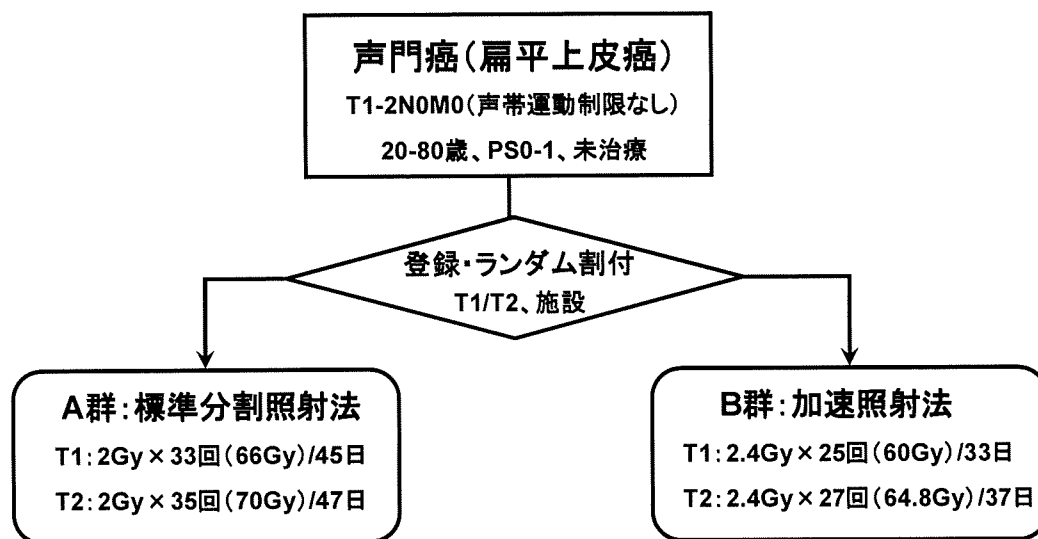 声門癌(扁平上皮癌)
T1-2N0M0(声帯運動制限なし)
20-80歳、PS0-1、未治療
登録・ランダム割付
T1/T2、施設
A群:標準分割照射法
T1:2Gy×33回(66Gy)/45日
T2:2Gy×35回(70Gy)/47日
B群:加速照射法
T1:2.4Gy×25回(60Gy)/33日
T2:2.4Gy×27回(64.8Gy)/37日